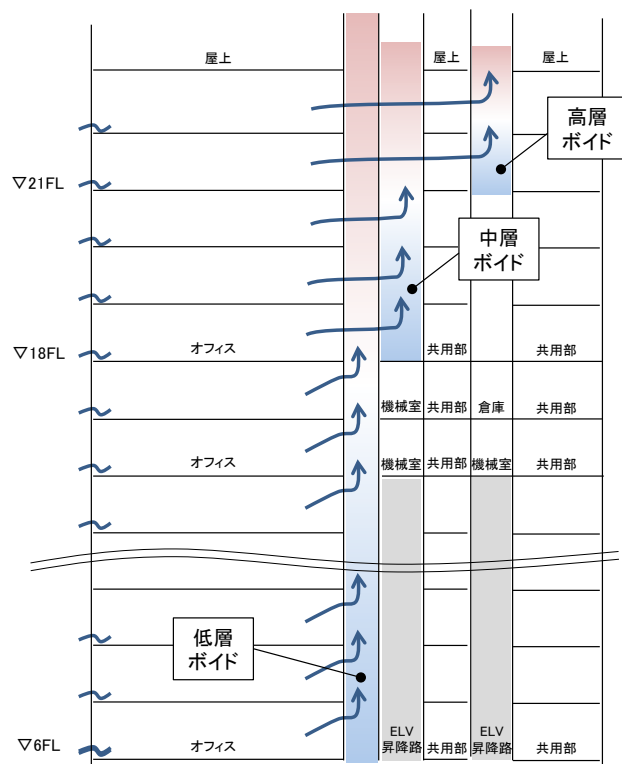 屋上
屋上
屋上
高層
ボイド
▽21FL
中層
ボイド
▽18FL
オフィス
共用部
共用部
機械室
共用部
倉庫
共用部
オフィス
機械室
共用部
機械室
共用部
低層
ボイド
▽6FL
オフィス
ELV
昇降路
共用部
ELV
昇降路
共用部